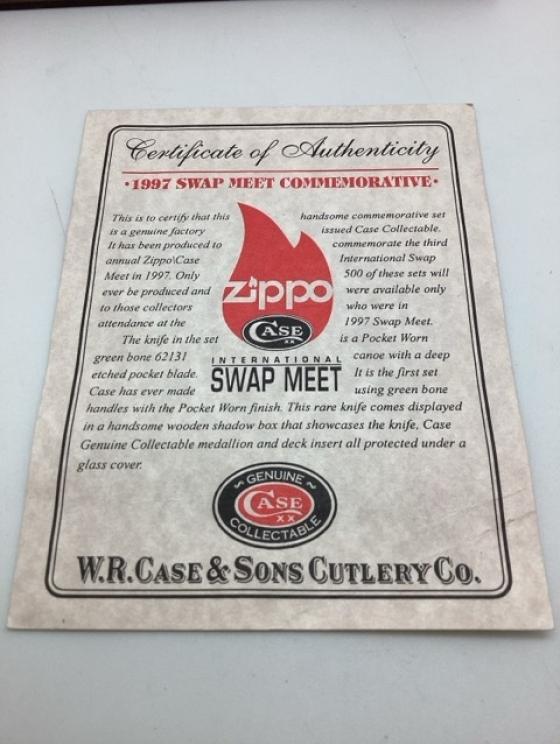 Certificate of Authenticity
·1997 SWAP MEET COMMEMORATIVE·
This is to certify that this handsome commemorative set
is a genuine factory issued Case Collectable.
It has been produced to commemorate the third
annual Zippo\Case International Swap
Meet in 1997. Only 500 of these sets will
ever be produced and were available only
to those collectors who were in
attendance at the 1997 Swap Meet.
The knife in the set is a Pocket Worn
green bone 62131 canoe with a deep
etched pocket blade. It is the first set
Case has ever made using green bone
handles with the Pocket Worn finish. This rare knife comes displayed
in a handsome wooden shadow box that showcases the knife, Case
Genuine Collectable medallion and deck insert all protected under a
glass cover.
zippo
CASE
XX
INTERNATIONAL
SWAP MEET
~ GENUINE ~
CASE
XX
COLLECTABLE
W.R. CASE & SONS CUTLERY CO.